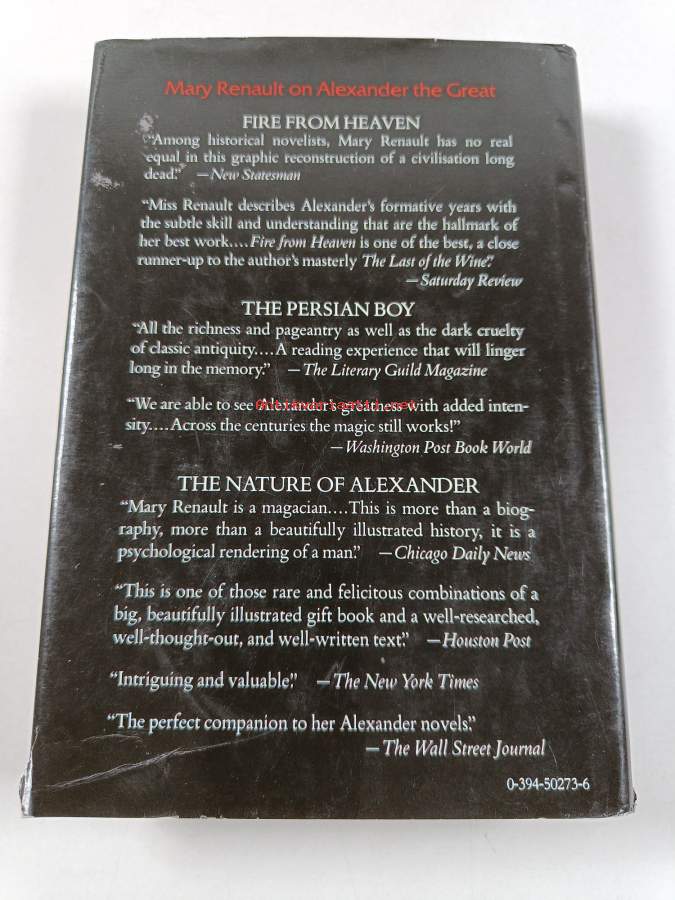 Mary Renault on Alexander the Great
FIRE FROM HEAVEN
“Among historical novelists, Mary Renault has no real
equal in this graphic reconstruction of a civilisation long
dead.” —New Statesman
“Miss Renault describes Alexander’s formative years with
the subtle skill and understanding that are the hallmark of
her best work....Fire from Heaven is one of the best, a close
runner-up to the author’s masterly The Last of the Wine.”
—Saturday Review
THE PERSIAN BOY
“All the richness and pageantry as well as the dark cruelty
of classic antiquity....A reading experience that will linger
long in the memory.” —The Literary Guild Magazine
“We are able to see Alexander’s greatness with added inten-
sity....Across the centuries the magic still works!”
—Washington Post Book World
THE NATURE OF ALEXANDER
“Mary Renault is a magacian....This is more than a biog-
raphy, more than a beautifully illustrated history, it is a
psychological rendering of a man.” —Chicago Daily News
“This is one of those rare and felicitous combinations of a
big, beautifully illustrated gift book and a well-researched,
well-thought-out, and well-written text.” —Houston Post
“Intriguing and valuable.” —The New York Times
“The perfect companion to her Alexander novels.”
—The Wall Street Journal
0-394-50273-6